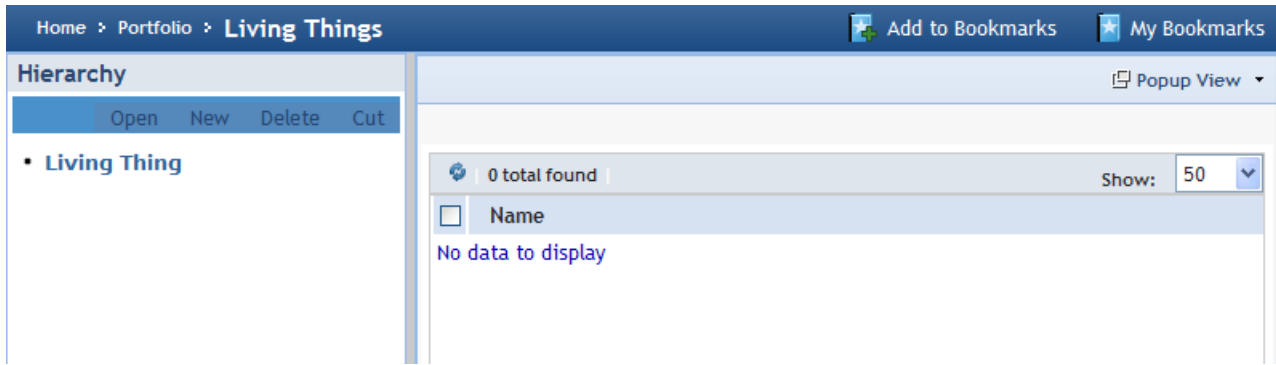 Home > Portfolio > Living Things Add to Bookmarks My Bookmarks
Hierarchy
Popup View
Open New Delete Cut
• Living Thing
0 total found
Show: 50
Name
No data to display